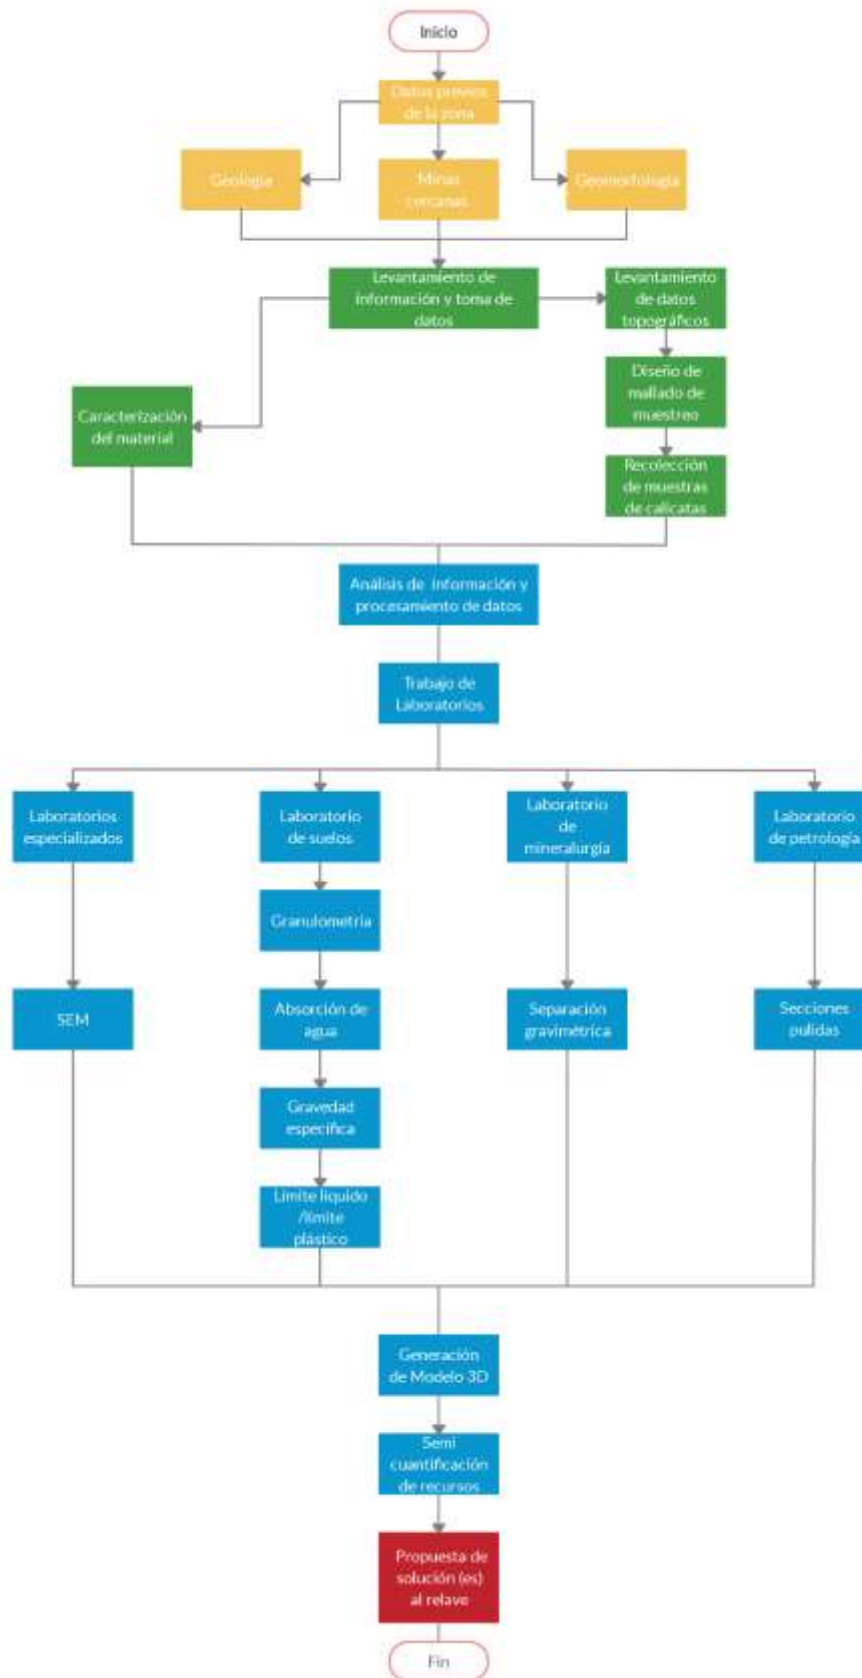 Inicio
Datos previos
de la zona
Geología
Minas
cercanas
Geomorfología
Levantamiento de
información y toma de
datos
Levantamiento
de datos
topográficos
Diseño de
mallado de
muestreo
Caracterización
del material
Recolección
de muestras
de calicatas
Análisis de información y
procesamiento de datos
Trabajo de
Laboratorios
Laboratorios
especializados
Laboratorio
de suelos
Laboratorio
de
mineralurgía
Laboratorio
de petrología
Granulometría
SEM
Absorción de
agua
Separación
gravimétrica
Secciones
pulidas
Gravedad
específica
Límite líquido
/límite
plástico
Generación
de Modelo 3D
Semi
cuantificación
de recursos
Propuesta de
solución (es)
al relave
Fin